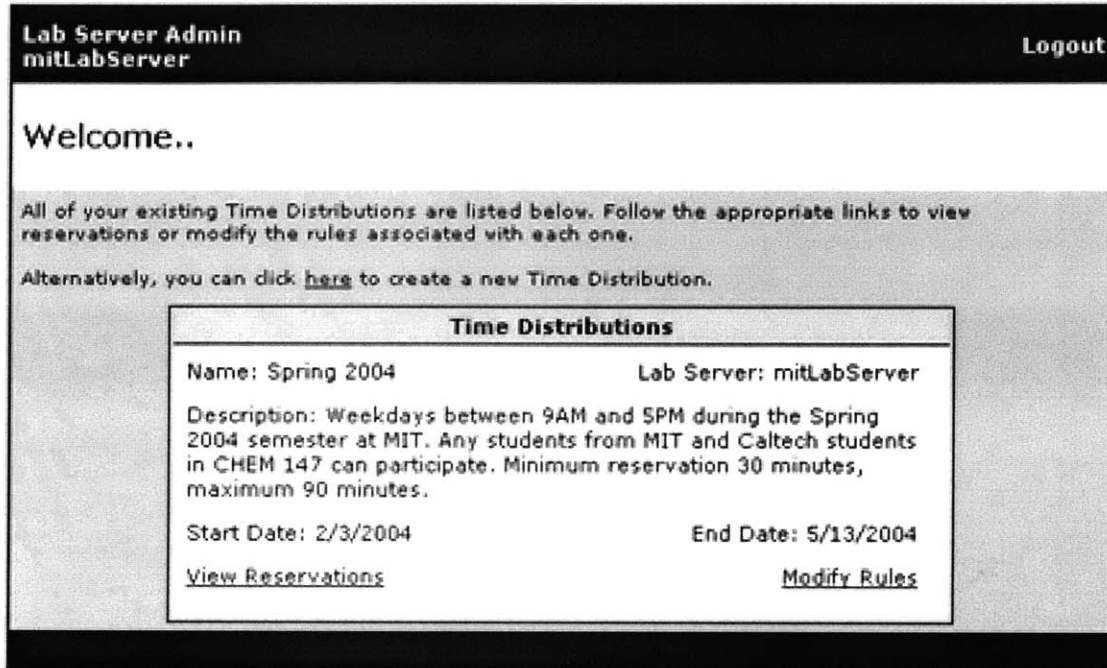 Lab Server Admin
mitLabServer
Logout
Welcome..
All of your existing Time Distributions are listed below. Follow the appropriate links to view
reservations or modify the rules associated with each one.
Alternatively, you can click here to create a new Time Distribution.
Time Distributions
Name: Spring 2004
Lab Server: mitLabServer
Description: Weekdays between 9AM and 5PM during the Spring
2004 semester at MIT. Any students from MIT and Caltech students
in CHEM 147 can participate. Minimum reservation 30 minutes,
maximum 90 minutes.
Start Date: 2/3/2004
End Date: 5/13/2004
View Reservations
Modify Rules